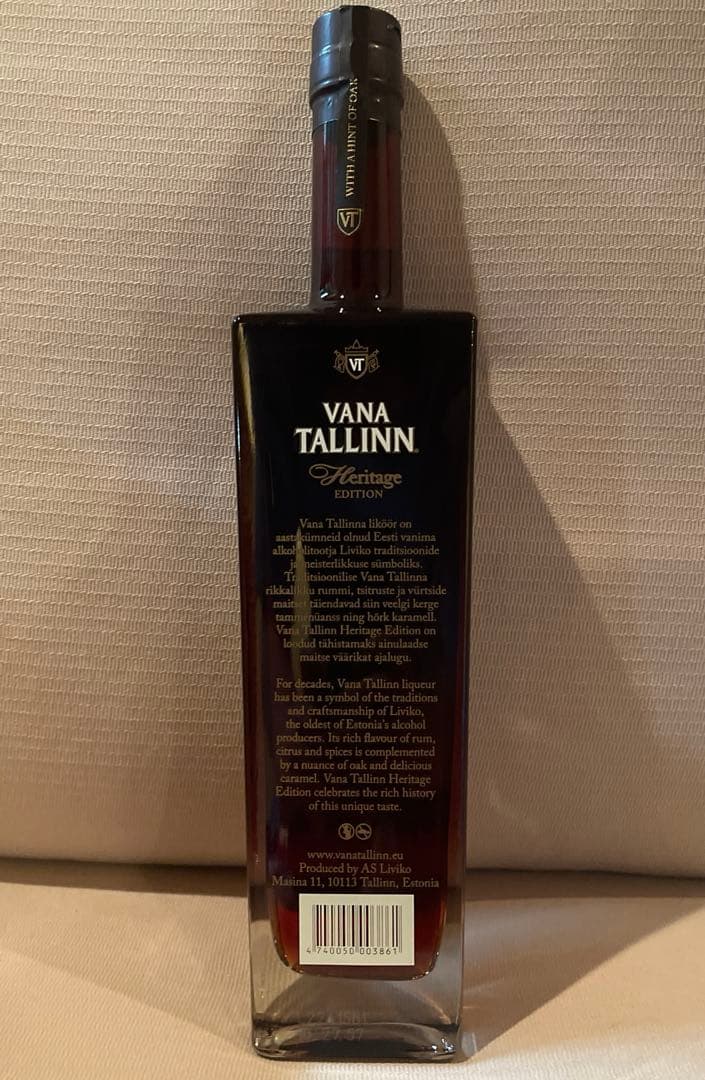 WITH A HINT OF OAK
VT
VT
VANA
TALLINN®
Heritage
EDITION
Vana Tallinna liköör on
aastakümneid olnud Eesti vanima
alkoholitootja Liviko traditsioonide
ja meisterlikkuse sümboliks.
Traditsioonilise Vana Tallinna
rikkalikku rummi, tsitruste ja vürtside
maitset täiendavad siin veelgi kerge
tammenüanss ning hõrk karamell.
Vana Tallinn Heritage Edition on
loodud tähistamaks ainulaadse
maitse väärikat ajalugu.
For decades, Vana Tallinn liqueur
has been a symbol of the traditions
and craftsmanship of Liviko,
the oldest of Estonia's alcohol
producers. Its rich flavour of rum,
citrus and spices is complemented
by a nuance of oak and delicious
caramel. Vana Tallinn Heritage
Edition celebrates the rich history
of this unique taste.
www.vanatallinn.eu
Produced by AS Liviko
Masina 11, 10113 Tallinn, Estonia
4 740050 003861